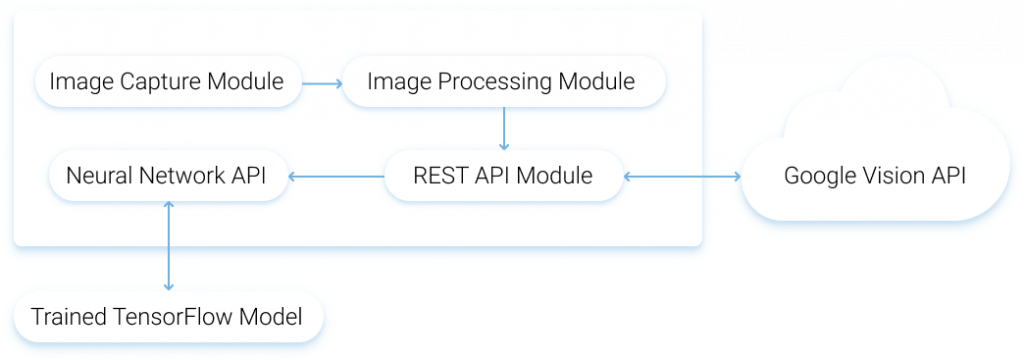 Image Capture Module
Image Processing Module
Neural Network API
REST API Module
Google Vision API
Trained TensorFlow Model